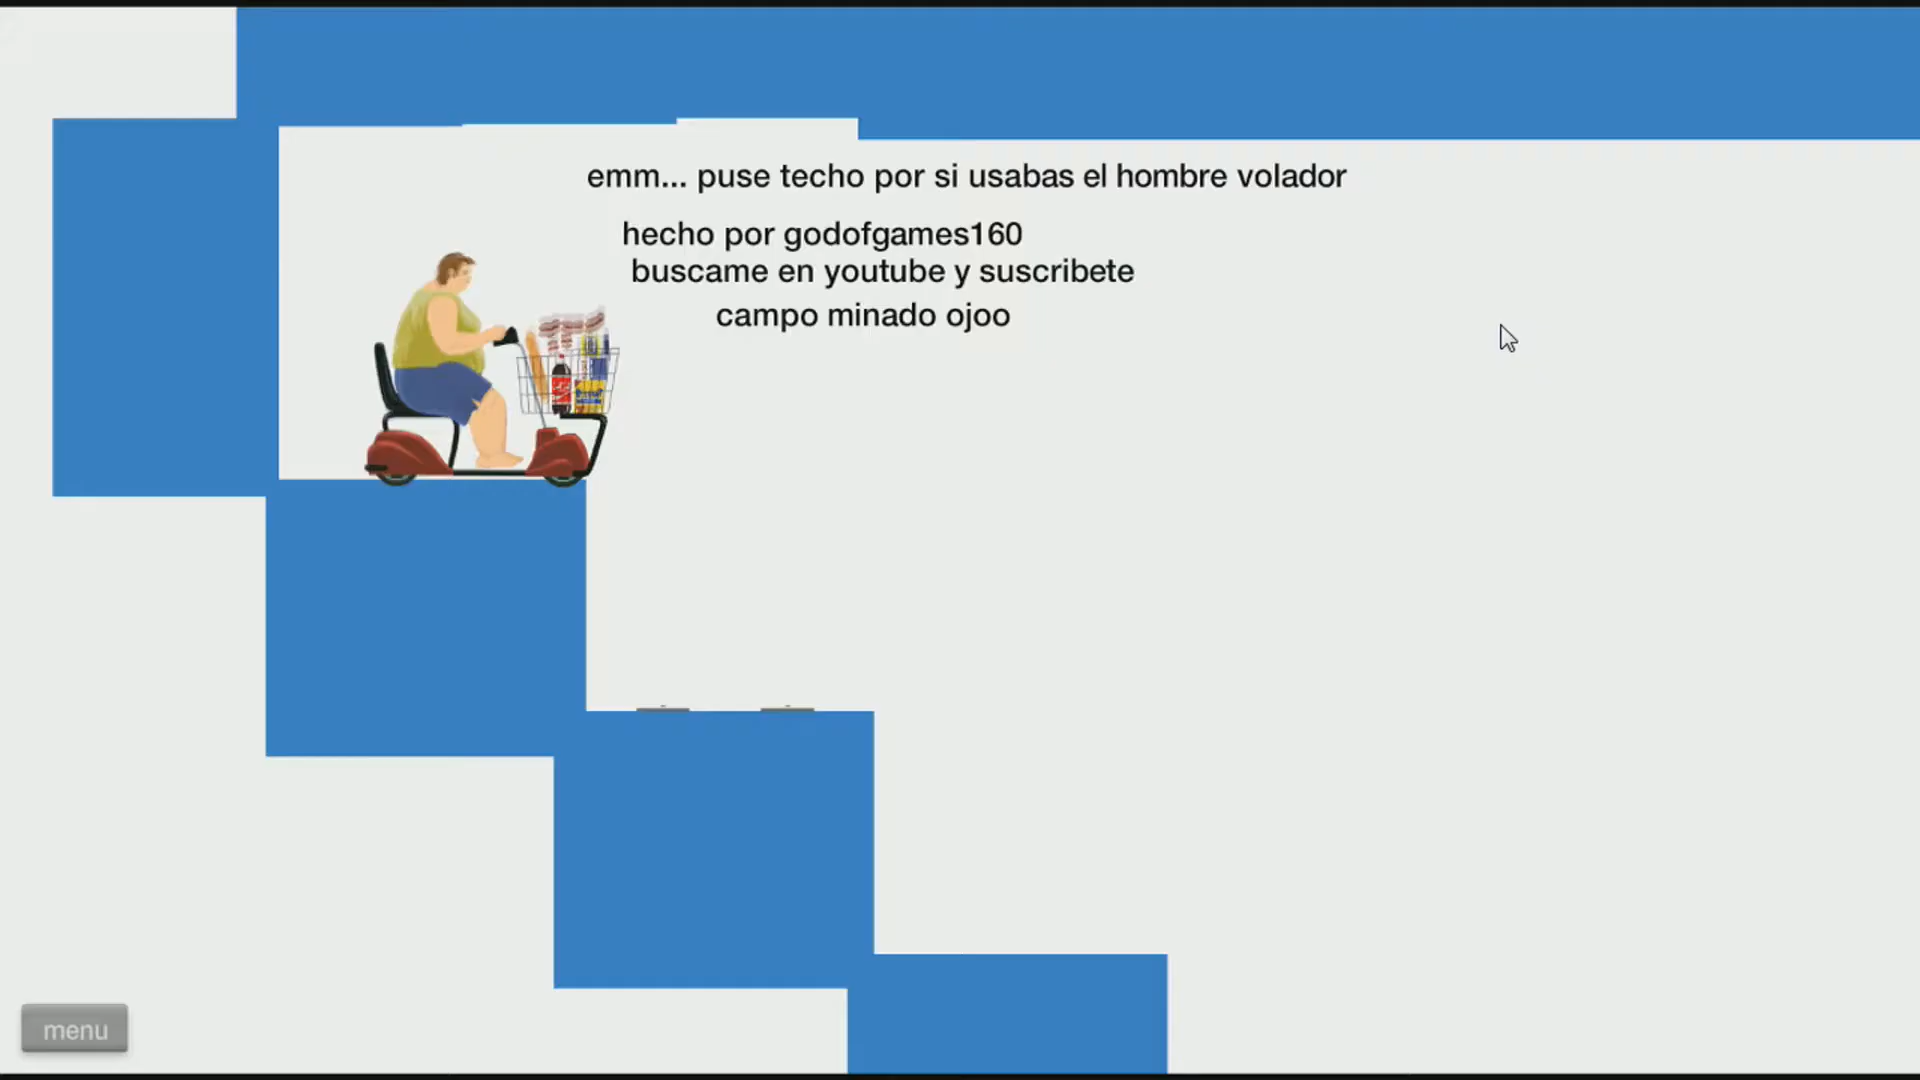 emm... puse techo por si usabas el hombre volador
hecho por godofgames160
buscame en youtube y suscribete
campo minado ojoo
menu